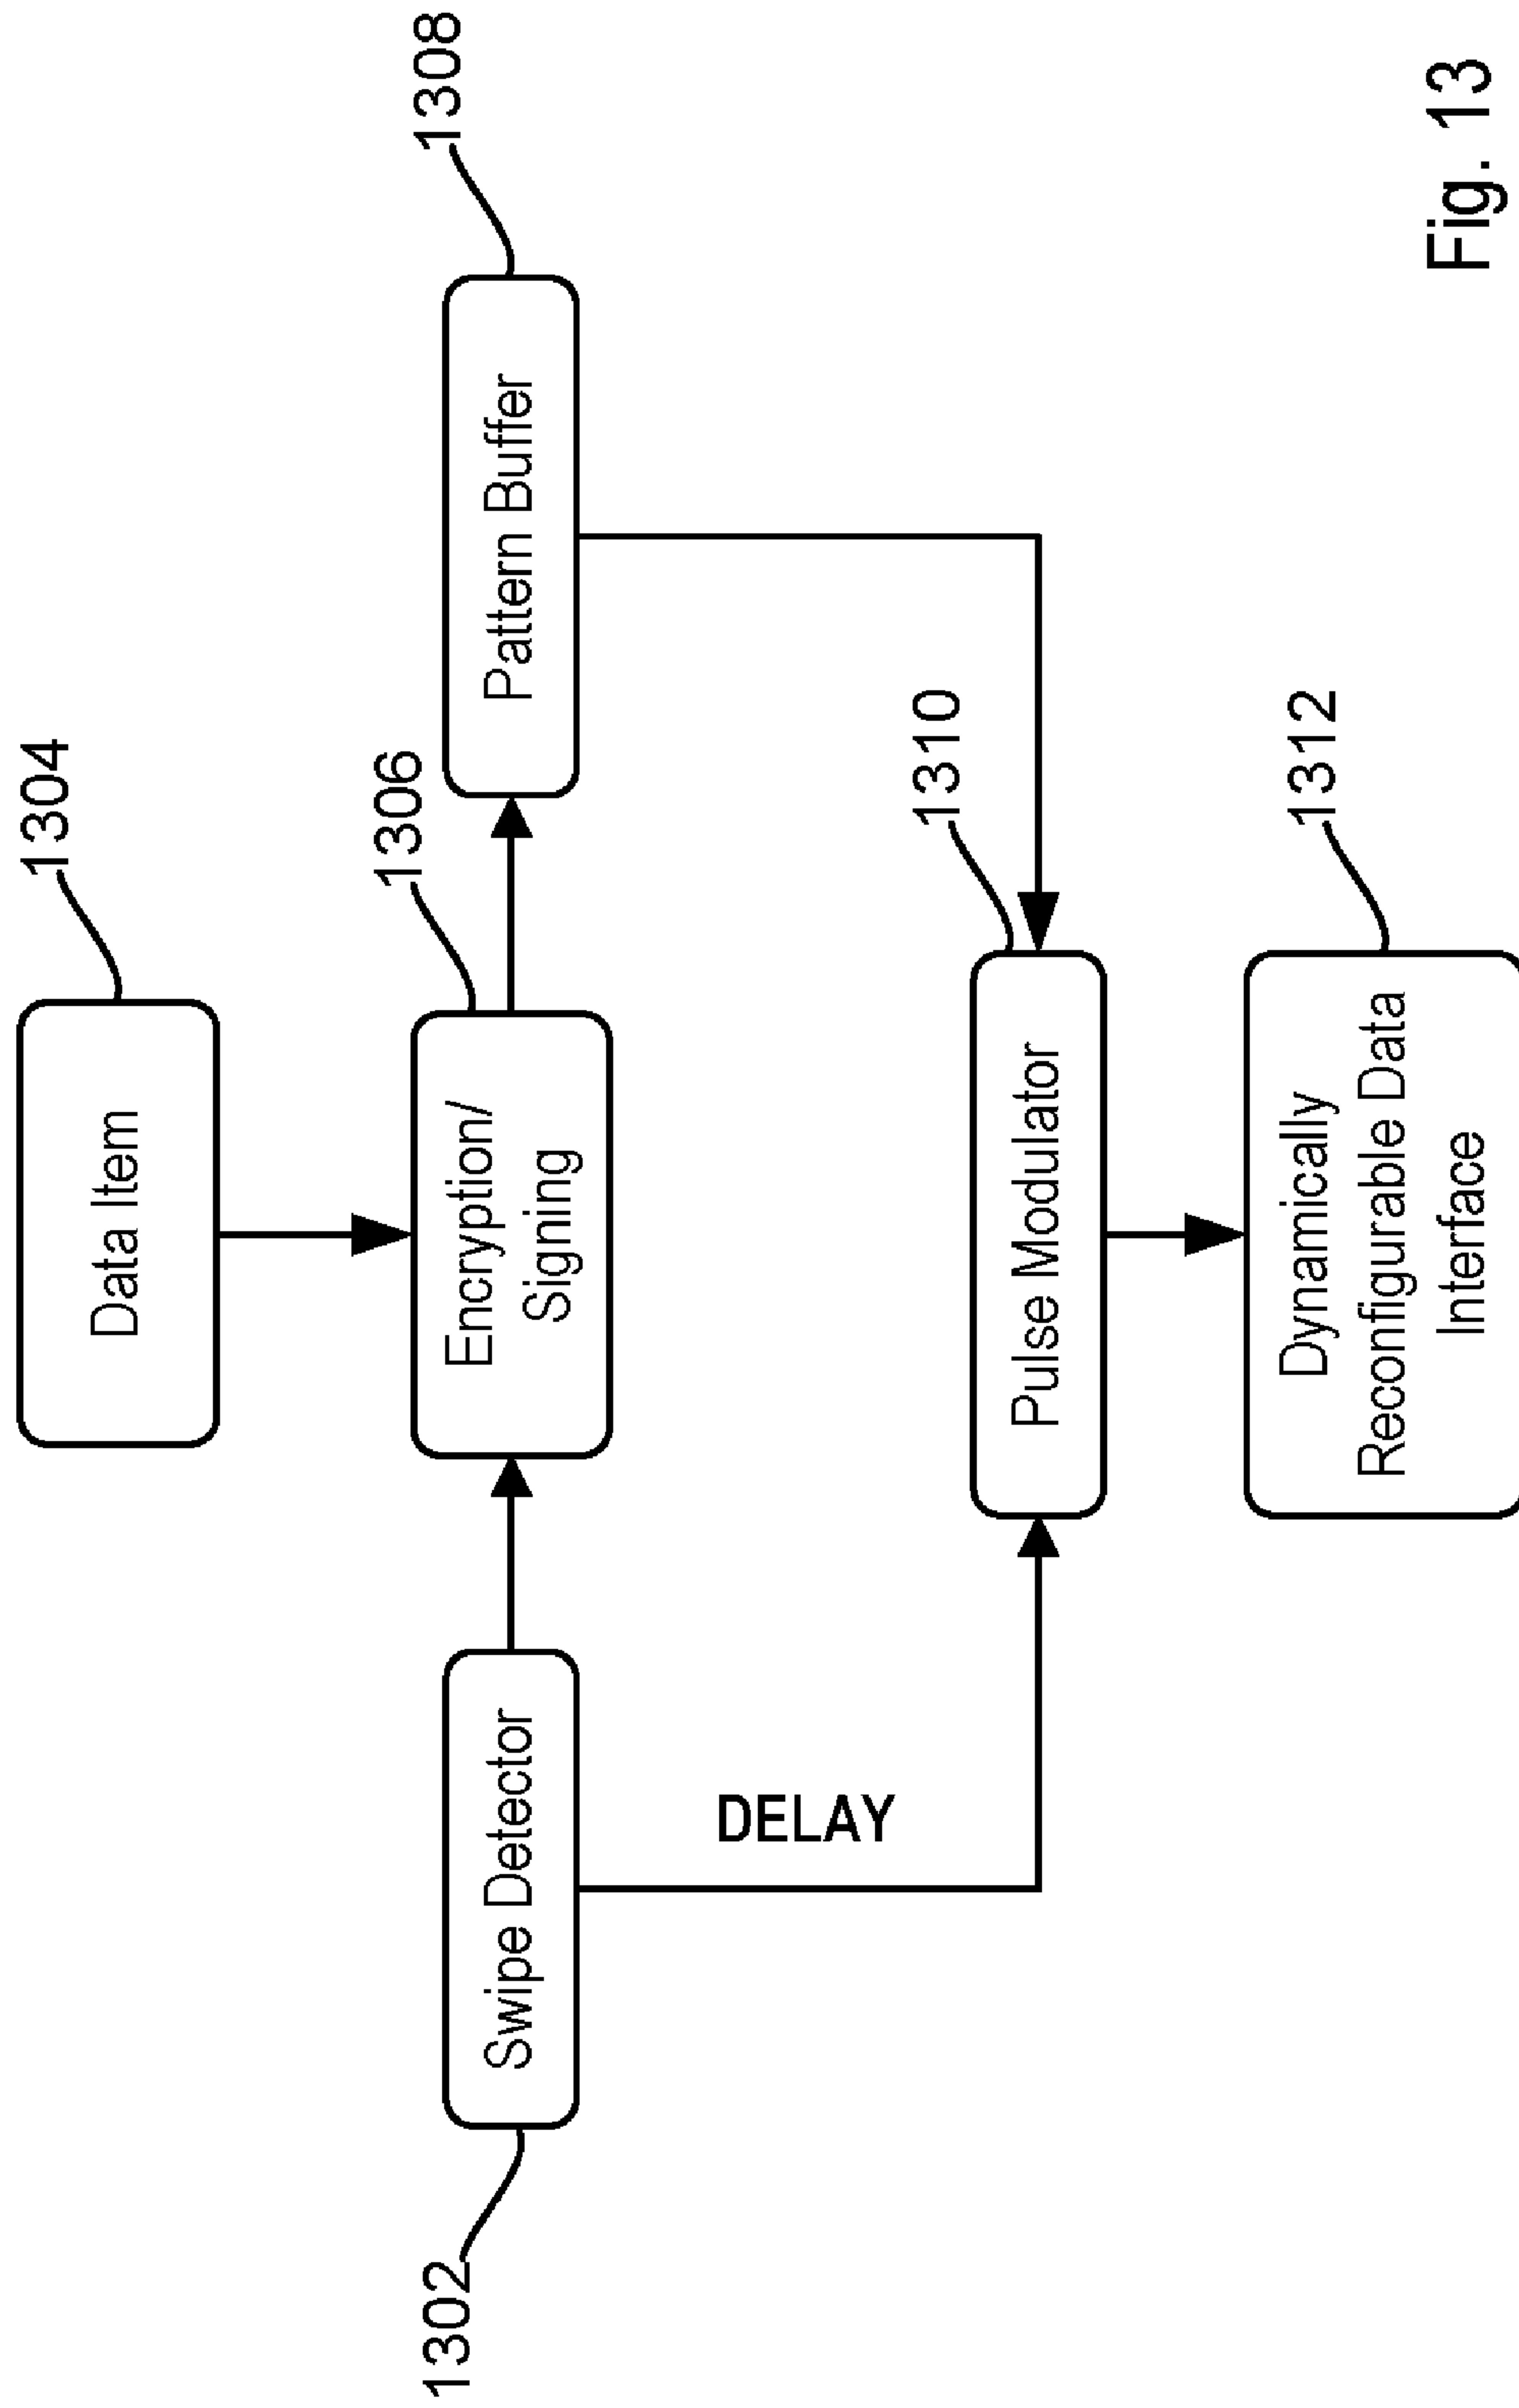 1304
Data Item
1306
1308
1302
Swipe Detector
Encryption/
Signing
Pattern Buffer
DELAY
1310
Pulse Modulator
1312
Dynamically
Reconfigurable Data
Interface
Fig. 13